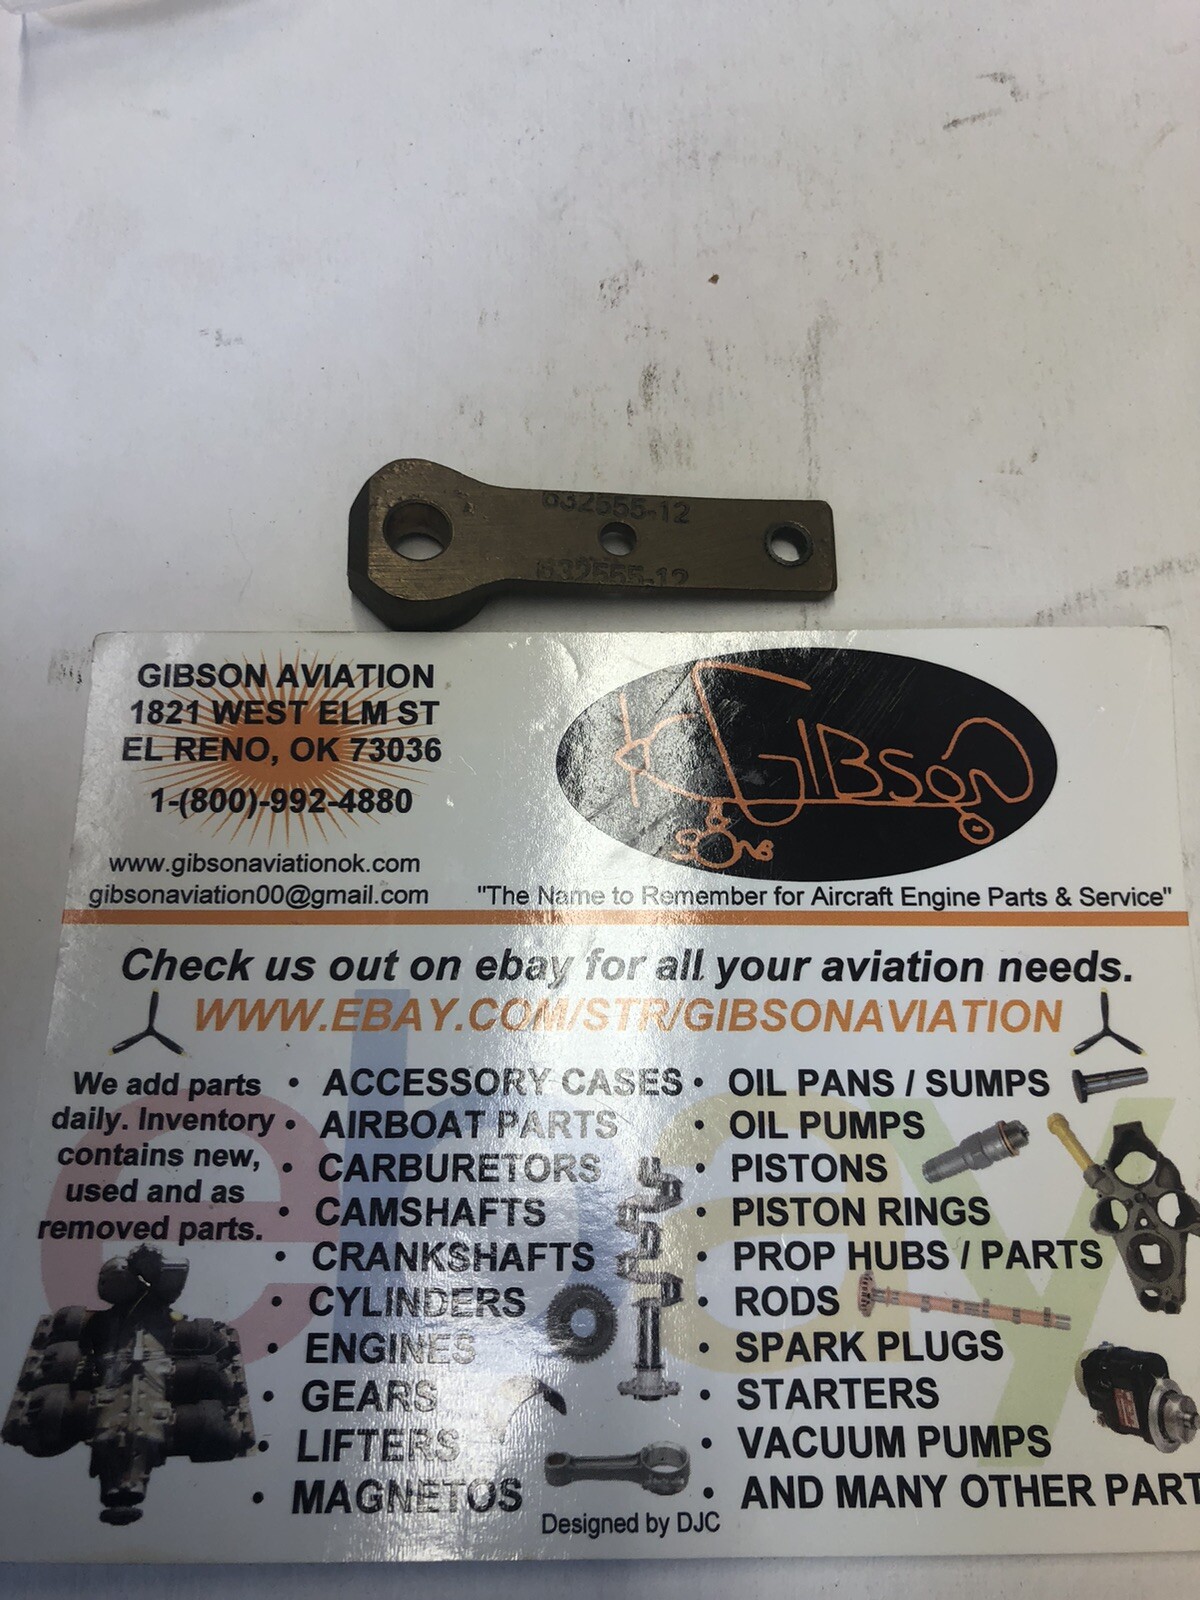 632555-12
632555-12
GIBSON AVIATION
1821 WEST ELM ST
EL RENO, OK 73036
1-(800)-992-4880
www.gibsonaviationok.com
gibsonaviation00@gmail.com
K GIBSON
& SONS
"The Name to Remember for Aircraft Engine Parts & Service"
Check us out on ebay for all your aviation needs.
WWW.EBAY.COM/STR/GIBSONAVIATION
ebay
We add parts
daily. Inventory
contains new,
used and as
removed parts.
• ACCESSORY CASES
• AIRBOAT PARTS
• CARBURETORS
• CAMSHAFTS
• CRANKSHAFTS
• CYLINDERS
• ENGINES
• GEARS
• LIFTERS
• MAGNETOS
• OIL PANS / SUMPS
• OIL PUMPS
• PISTONS
• PISTON RINGS
• PROP HUBS / PARTS
• RODS
• SPARK PLUGS
• STARTERS
• VACUUM PUMPS
• AND MANY OTHER PART
Designed by DJC